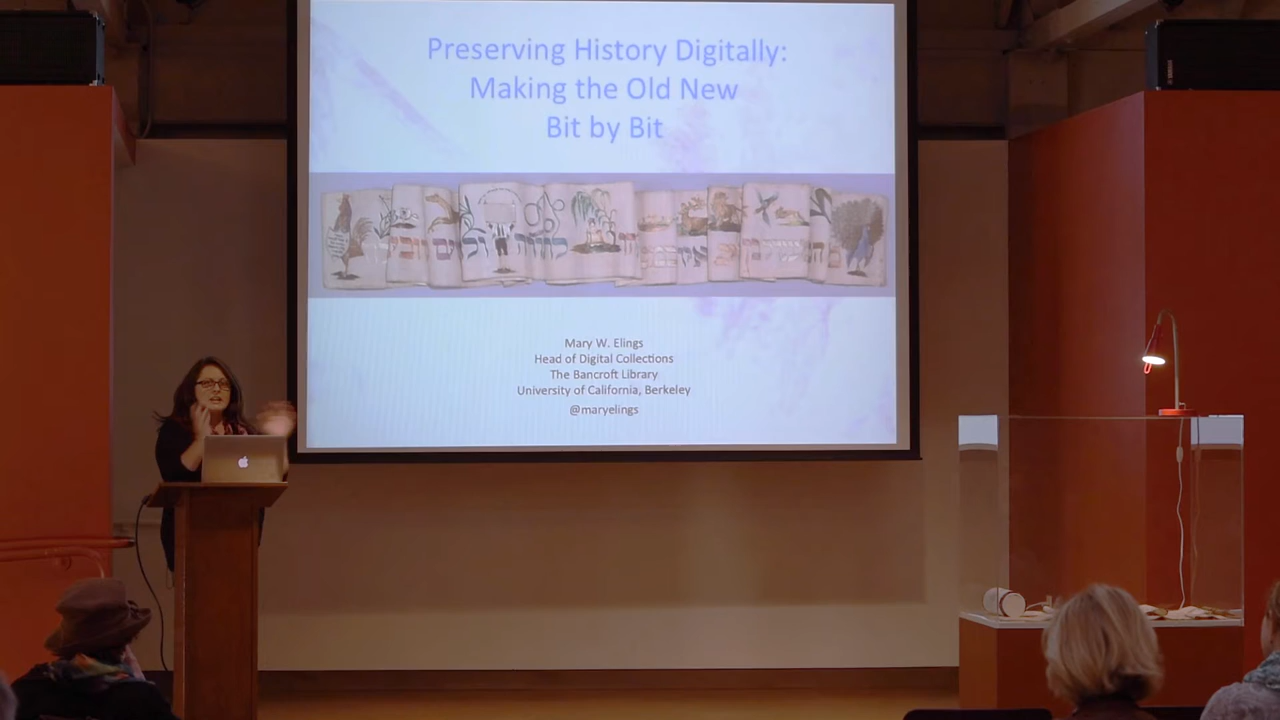 Preserving History Digitally:
Making the Old New
Bit by Bit
Mary W. Elings
Head of Digital Collections
The Bancroft Library
University of California, Berkeley
@maryelings